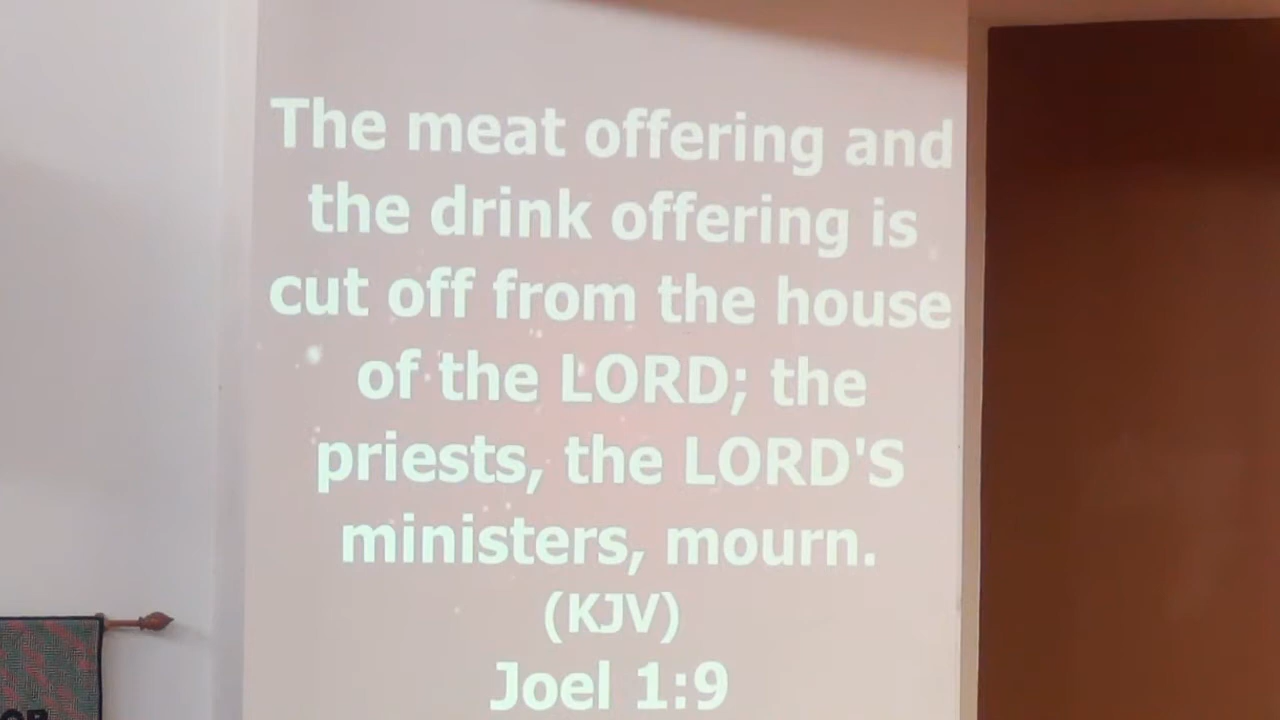 The meat offering and
the drink offering is
cut off from the house
of the LORD; the
priests, the LORD'S
ministers, mourn.
(KJV)
Joel 1:9